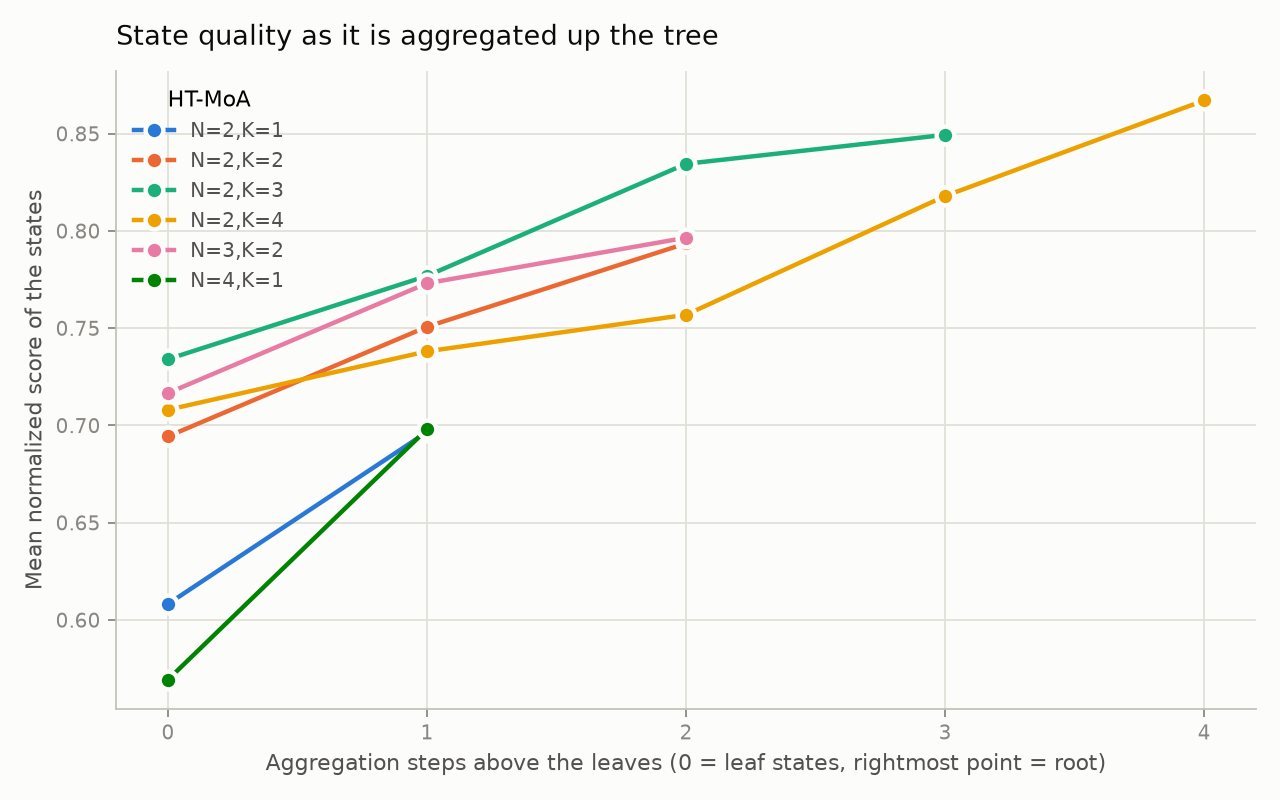 State quality as it is aggregated up the tree
HT-MoA
N=2,K=1
N=2,K=2
N=2,K=3
N=2,K=4
N=3,K=2
N=4,K=1
Mean normalized score of the states
0.85
0.80
0.75
0.70
0.65
0.60
0 1 2 3 4
Aggregation steps above the leaves (0 = leaf states, rightmost point = root)